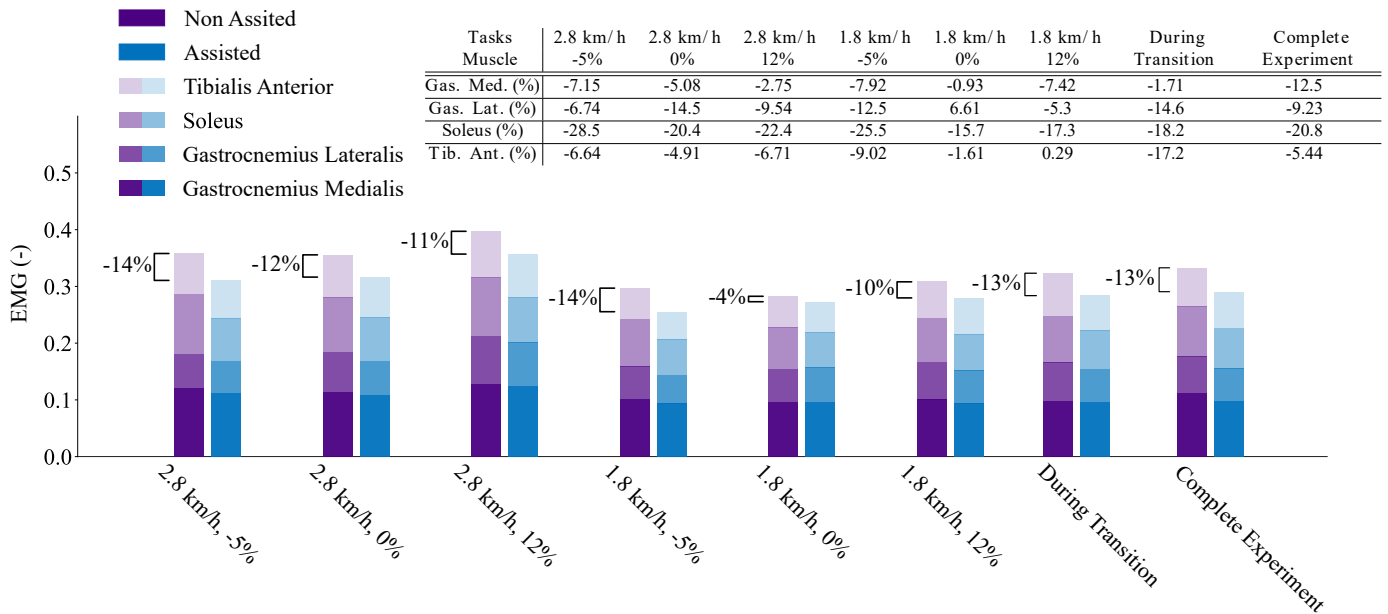 Non Assited
Assisted
Tibialis Anterior
Soleus
Gastrocnemius Lateralis
Gastrocnemius Medialis
Tasks 2.8 km/h 2.8 km/h 2.8 km/h 1.8 km/h 1.8 km/h 1.8 km/h During Complete
Muscle -5% 0% 12% -5% 0% 12% Transition Experiment
Gas. Med. (%) -7.15 -5.08 -2.75 -7.92 -0.93 -7.42 -1.71 -12.5
Gas. Lat. (%) -6.74 -14.5 -9.54 -12.5 6.61 -5.3 -14.6 -9.23
Soleus (%) -28.5 -20.4 -22.4 -25.5 -15.7 -17.3 -18.2 -20.8
Tib. Ant. (%) -6.64 -4.91 -6.71 -9.02 -1.61 0.29 -17.2 -5.44
EMG (-)
0.5
0.4
0.3
0.2
0.1
0.0
-14%
-12%
-11%
-14%
-4%
-10%
-13%
-13%
2.8 km/h, -5%
2.8 km/h, 0%
2.8 km/h, 12%
1.8 km/h, -5%
1.8 km/h, 0%
1.8 km/h, 12%
During Transition
Complete Experiment